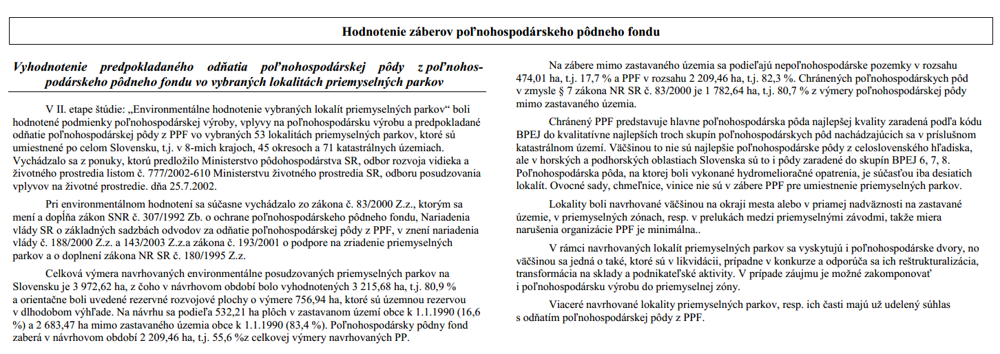 Hodnotenie záberov poľnohospodárskeho pôdneho fondu
Vyhodnotenie predpokladaného odňatia poľnohospodárskej pôdy z poľnohos-
podárskeho pôdneho fondu vo vybraných lokalitách priemyselných parkov
V II. etape štúdie: „Environmentálne hodnotenie vybraných lokalít priemyselných parkov“ boli
hodnotené podmienky poľnohospodárskej výroby, vplyvy na poľnohospodársku výrobu a predpokladané
odňatie poľnohospodárskej pôdy z PPF vo vybraných 53 lokalitách priemyselných parkov, ktoré sú
umiestnené po celom Slovensku, t.j. v 8-mich krajoch, 45 okresoch a 71 katastrálnych územiach.
Vychádzalo sa z ponuky, ktorú predložilo Ministerstvo pôdohospodárstva SR, odbor rozvoja vidieka a
životného prostredia listom č. 777/2002-610 Ministerstvu životného prostredia SR, odboru posudzovania
vplyvov na životné prostredie. dňa 25.7.2002.
Pri environmentálnom hodnotení sa súčasne vychádzalo zo zákona č. 83/2000 Z.z., ktorým sa
mení a dopĺňa zákon SNR č. 307/1992 Zb. o ochrane poľnohospodárskeho pôdneho fondu, Nariadenia
vlády SR o základných sadzbách odvodov za odňatie poľnohospodárskej pôdy z PPF, v znení nariadenia
vlády č. 188/2000 Z.z. a 143/2003 Z.z.a zákona č. 193/2001 o podpore na zriadenie priemyselných
parkov a o doplnení zákona NR SR č. 180/1995 Z.z.
Celková výmera navrhovaných environmentálne posudzovaných priemyselných parkov na
Slovensku je 3 972,62 ha, z čoho v návrhovom období bolo vyhodnotených 3 215,68 ha, t.j. 80,9 %
a orientačne boli uvedené rezervné rozvojové plochy o výmere 756,94 ha, ktoré sú územnou rezervou
v dlhodobom výhľade. Na návrhu sa podieľa 532,21 ha plôch v zastavanom území obce k 1.1.1990 (16,6
%) a 2 683,47 ha mimo zastavaného územia obce k 1.1.1990 (83,4 %). Poľnohospodársky pôdny fond
zaberá v návrhovom období 2 209,46 ha, t.j. 55,6 %z celkovej výmery navrhovaných PP.
Na zábere mimo zastavaného územia sa podieľajú nepoľnohospodárske pozemky v rozsahu
474,01 ha, t.j. 17,7 % a PPF v rozsahu 2 209,46 ha, t.j. 82,3 %. Chránených poľnohospodárskych pôd
v zmysle § 7 zákona NR SR č. 83/2000 je 1 782,64 ha, t.j. 80,7 % z výmery poľnohospodárskej pôdy
mimo zastavaného územia.
Chránený PPF predstavuje hlavne poľnohospodárska pôda najlepšej kvality zaradená podľa kódu
BPEJ do kvalitatívne najlepších troch skupín poľnohospodárskych pôd nachádzajúcich sa v príslušnom
katastrálnom území. Väčšinou to nie sú najlepšie poľnohospodárske pôdy z celoslovenského hľadiska,
ale v horských a podhorských oblastiach Slovenska sú to i pôdy zaradené do skupín BPEJ 6, 7, 8.
Poľnohospodárska pôda, na ktorej boli vykonané hydromelioračné opatrenia, je súčasťou iba desiatich
lokalít. Ovocné sady, chmeľnice, vinice nie sú v zábere PPF pre umiestnenie priemyselných parkov.
Lokality boli navrhované väčšinou na okraji mesta alebo v priamej nadväznosti na zastavané
územie, v priemyselných zónach, resp. v prelukách medzi priemyselnými závodmi, takže miera
narušenia organizácie PPF je minimálna..
V rámci navrhovaných lokalít priemyselných parkov sa vyskytujú i poľnohospodárske dvory, no
väčšinou sa jedná o také, ktoré sú v likvidácii, prípadne v konkurze a odporúča sa ich reštrukturalizácia,
transformácia na sklady a podnikateľské aktivity. V prípade záujmu je možné zakomponovať
i poľnohospodársku výrobu do priemyselnej zóny.
Viaceré navrhované lokality priemyselných parkov, resp. ich časti majú už udelený súhlas
s odňatím poľnohospodárskej pôdy z PPF.